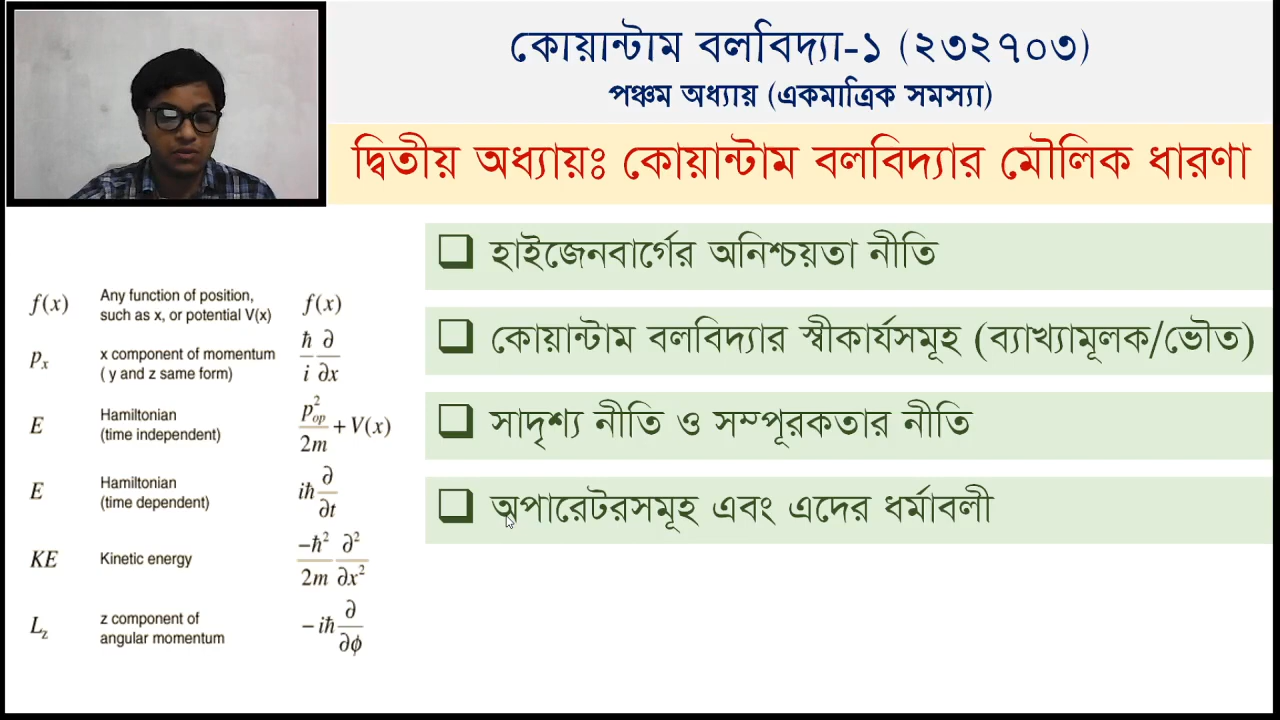 কোয়ান্টাম বলবিদ্যা-১ (২৩২৭০৩)
পঞ্চম অধ্যায় (একমাত্রিক সমস্যা)
দ্বিতীয় অধ্যায়ঃ কোয়ান্টাম বলবিদ্যার মৌলিক ধারণা
❑ হাইজেনবার্গের অনিশ্চয়তা নীতি
❑ কোয়ান্টাম বলবিদ্যার স্বীকার্যসমূহ (ব্যাখ্যামূলক/ভৌত)
❑ সাদৃশ্য নীতি ও সম্পূরকতার নীতি
❑ অপারেটরসমূহ এবং এদের ধর্মাবলী
f(x) Any function of position, such as x, or potential V(x) f(x)
pₓ x component of momentum ( y and z same form) ħ/i ∂/∂x
E Hamiltonian (time independent) p²op/2m + V(x)
E Hamiltonian (time dependent) iħ ∂/∂t
KE Kinetic energy −ħ²/2m ∂²/∂x²
Lz z component of angular momentum −iħ ∂/∂ϕ